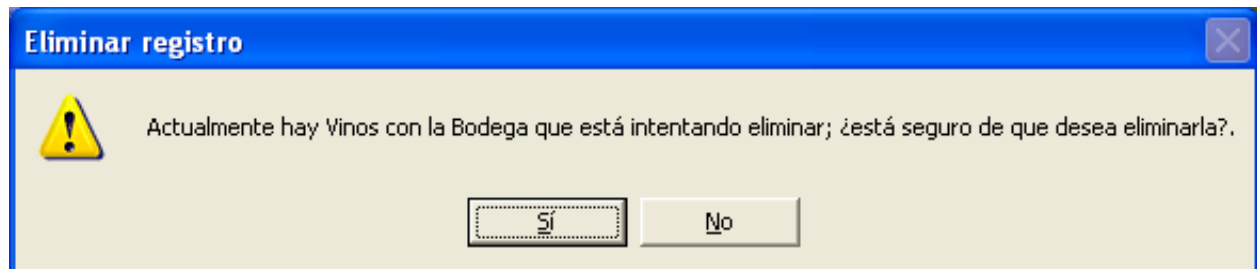 Eliminar registro
Actualmente hay Vinos con la Bodega que está intentando eliminar; ¿está seguro de que desea eliminarla?.
Sí
No